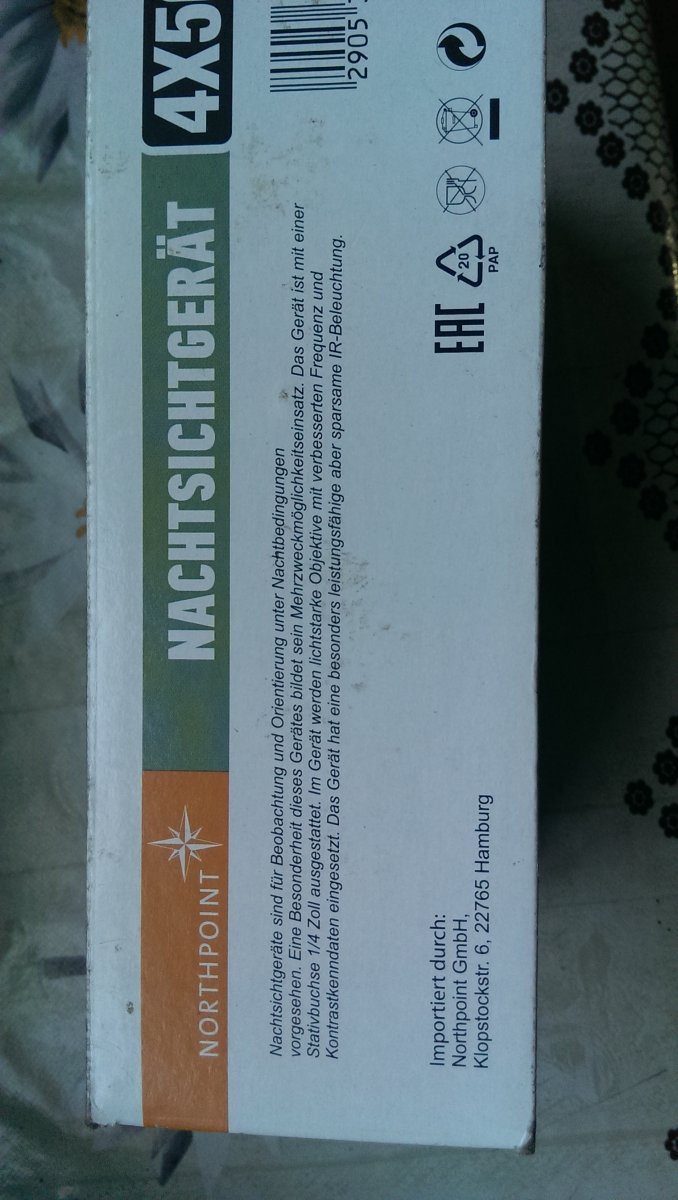 NORTHPOINT
NACHTSICHTGERÄT
4X5
Nachtsichtgeräte sind für Beobachtung und Orientierung unter Nachtbedingungen
vorgesehen. Eine Besonderheit dieses Gerätes bildet sein Mehrzweckmöglichkeitseinsatz. Das Gerät ist mit einer
Stativbuchse 1/4 Zoll ausgestattet. Im Gerät werden lichtstarke Objektive mit verbesserten Frequenz und
Kontrastkenndaten eingesetzt. Das Gerät hat eine besonders leistungsfähige aber sparsame IR-Beleuchtung.
2905
Importiert durch:
Northpoint GmbH,
Klopstockstr. 6, 22765 Hamburg
EAC
20
PAP